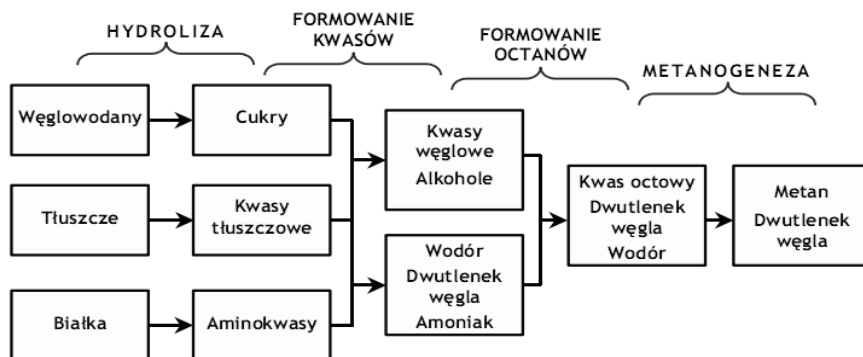 HYDROLIZA
FORMOWANIE
KWASÓW
FORMOWANIE
OCTANÓW
METANOGENEZA
Węglowodany
Cukry
Tłuszcze
Kwasy
tłuszczowe
Białka
Aminokwasy
Kwasy
węglowe
Alkohole
Wodór
Dwutlenek
węgla
Amoniak
Kwas octowy
Dwutlenek
węgla
Wodór
Metan
Dwutlenek
węgla